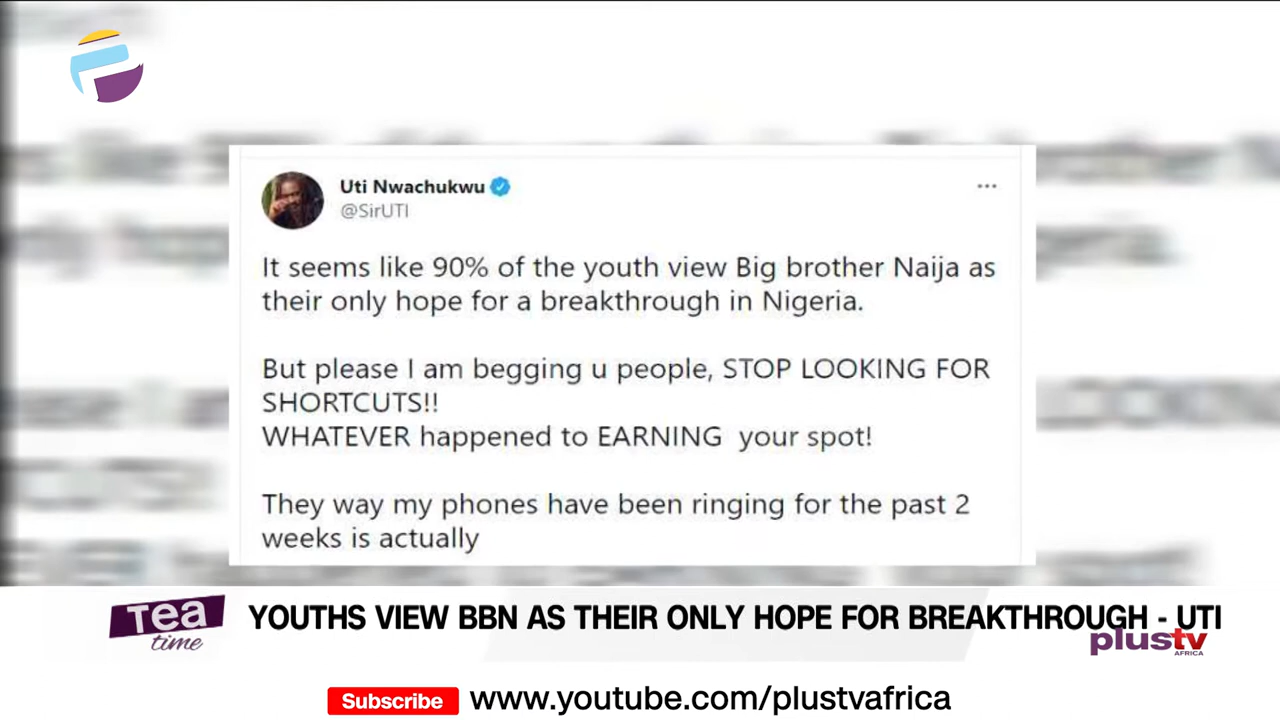 Uti Nwachukwu
@SirUTI
It seems like 90% of the youth view Big brother Naija as
their only hope for a breakthrough in Nigeria.
But please I am begging u people, STOP LOOKING FOR
SHORTCUTS!!
WHATEVER happened to EARNING your spot!
They way my phones have been ringing for the past 2
weeks is actually
Tea
time
YOUTHS VIEW BBN AS THEIR ONLY HOPE FOR BREAKTHROUGH - UTI
plustv
AFRICA
Subscribe www.youtube.com/plustvafrica